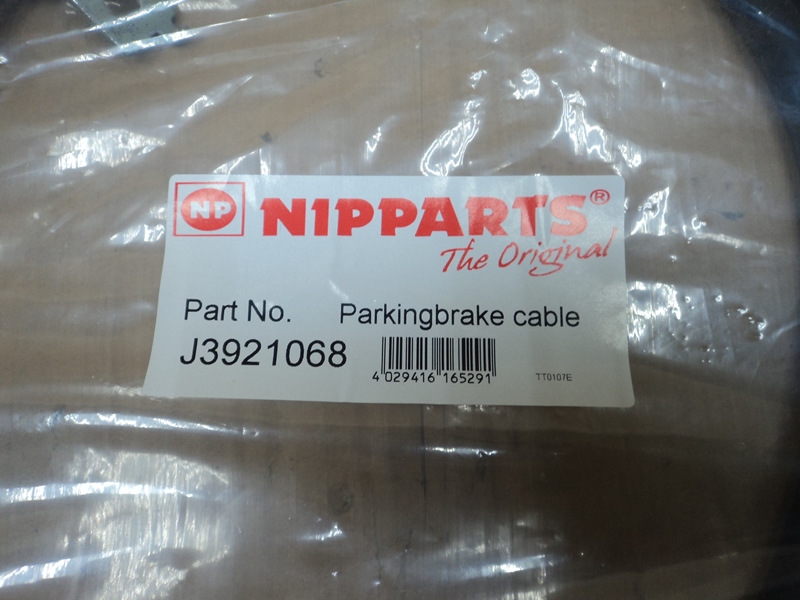 NP NIPPARTS®
The Original
Part No. Parkingbrake cable
J3921068
4 029416 165291
TT0107E